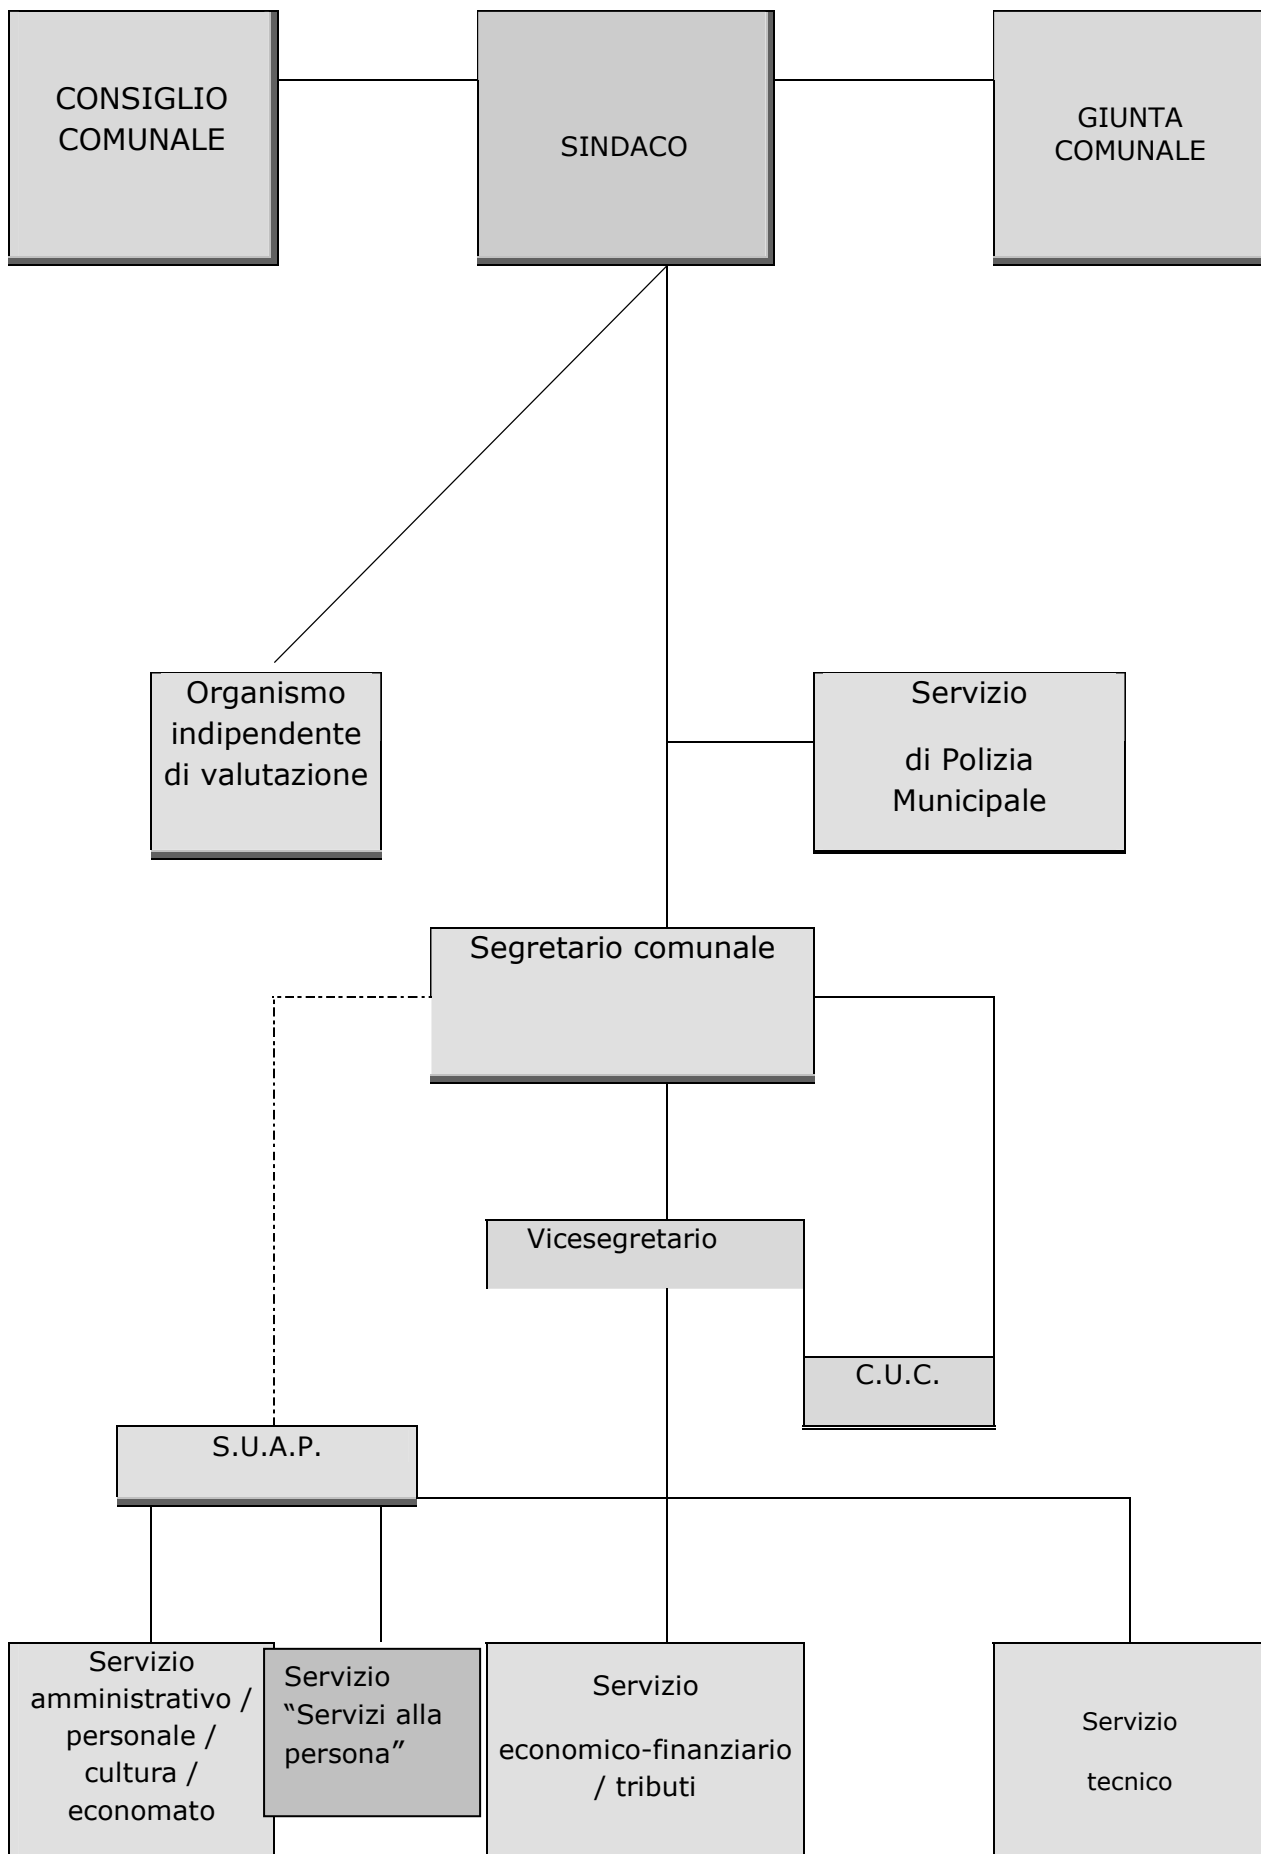 CONSIGLIO
COMUNALE
SINDACO
GIUNTA
COMUNALE
Organismo
indipendente
di valutazione
Servizio
di Polizia
Municipale
Segretario comunale
Vicesegretario
C.U.C.
S.U.A.P.
Servizio
amministrativo /
personale /
cultura /
economato
Servizio
“Servizi alla
persona”
Servizio
economico-finanziario
/ tributi
Servizio
tecnico